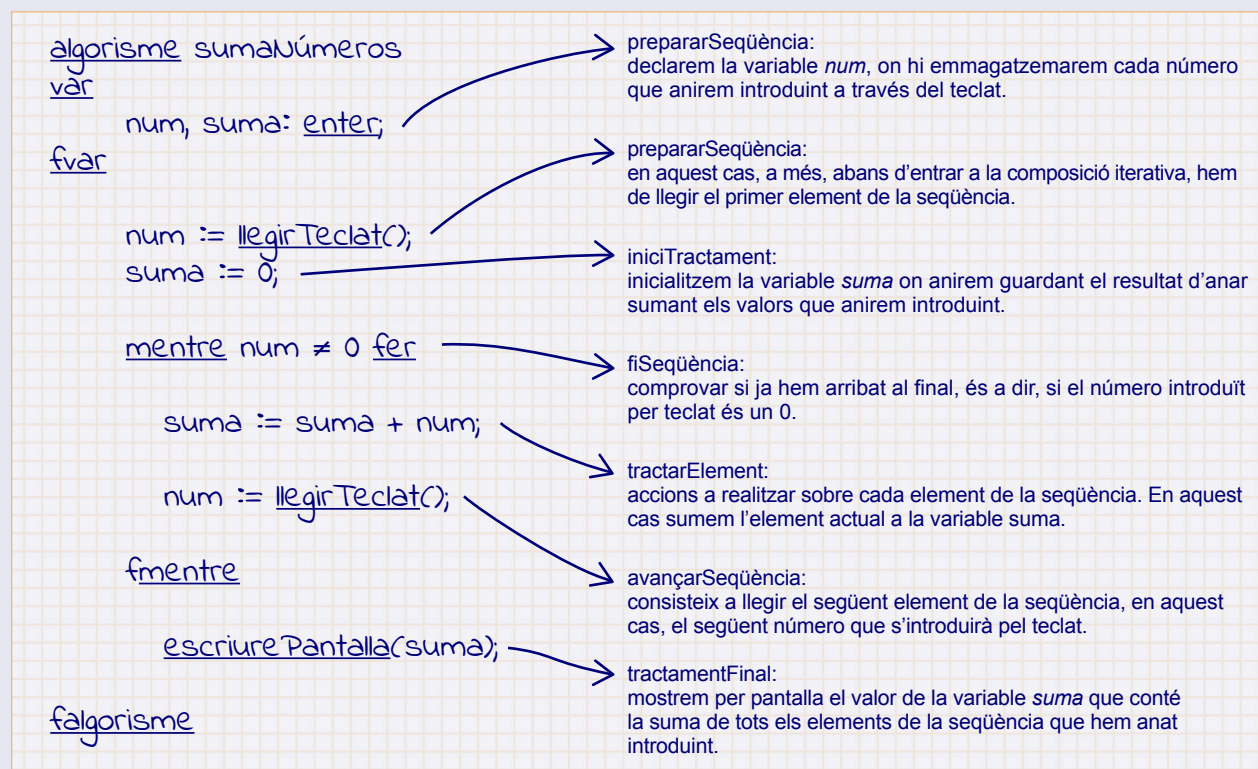 algorisme sumaNúmeros
var
num, suma: enter;
fvar
num := llegirTeclat();
suma := 0;
mentre num ≠ 0 fer
suma := suma + num;
num := llegirTeclat();
fmentre
escriurePantalla(suma);
falgorisme
prepararSeqüència:
declarem la variable num, on hi emmagatzemarem cada número
que anirem introduint a través del teclat.
prepararSeqüència:
en aquest cas, a més, abans d'entrar a la composició iterativa, hem
de llegir el primer element de la seqüència.
iniciTractament:
inicialitzem la variable suma on anirem guardant el resultat d'anar
sumant els valors que anirem introduint.
fiSeqüència:
comprovar si ja hem arribat al final, és a dir, si el número introduït
per teclat és un 0.
tractarElement:
accions a realitzar sobre cada element de la seqüència. En aquest
cas sumem l'element actual a la variable suma.
avançarSeqüència:
consisteix a llegir el següent element de la seqüència, en aquest
cas, el següent número que s'introduirà pel teclat.
tractamentFinal:
mostrem per pantalla el valor de la variable suma que conté
la suma de tots els elements de la seqüència que hem anat
introduint.